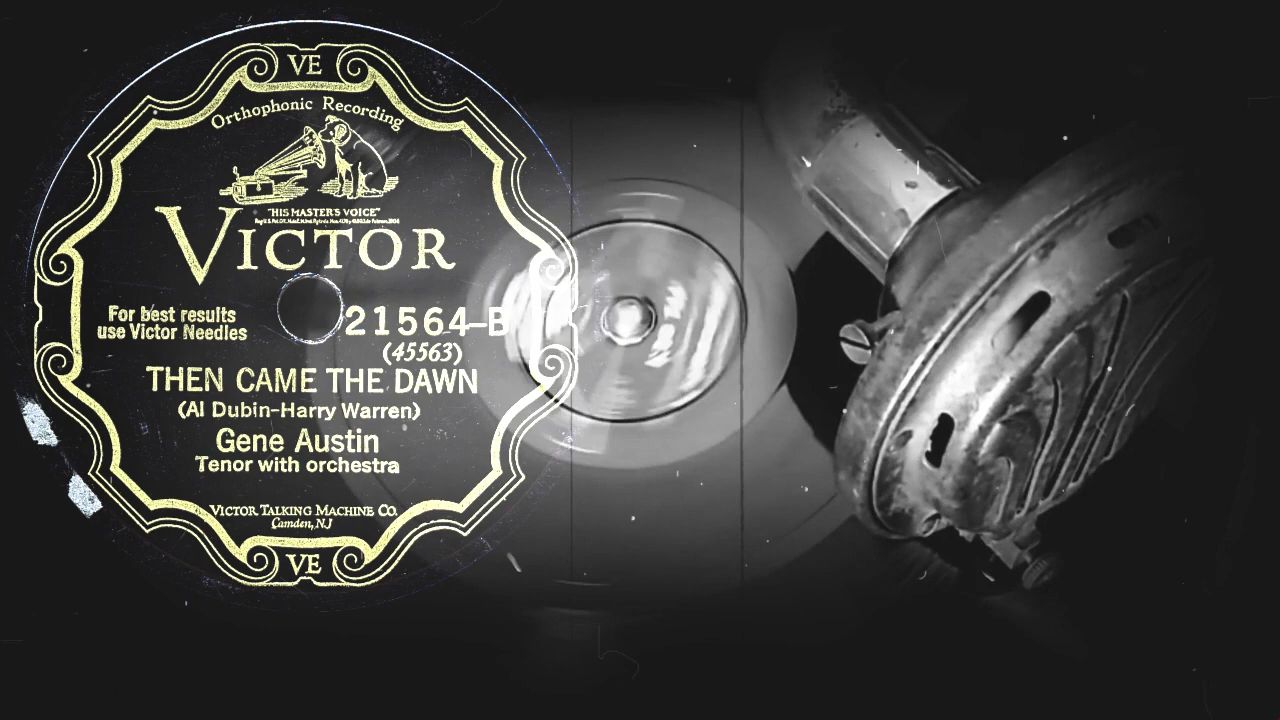 VE
Orthophonic Recording
"HIS MASTER'S VOICE"
VICTOR
For best results
use Victor Needles
21564-B
(45563)
THEN CAME THE DAWN
(Al Dubin-Harry Warren)
Gene Austin
Tenor with orchestra
VICTOR TALKING MACHINE CO.
Camden, NJ
VE